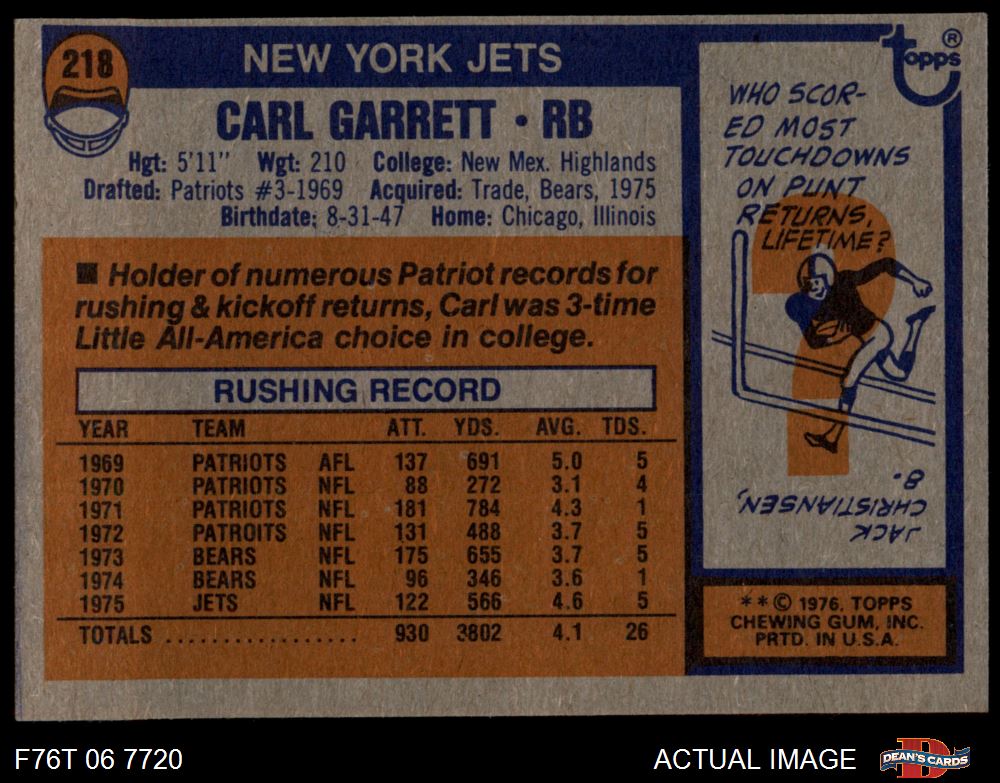 218
NEW YORK JETS
topps®
CARL GARRETT • RB
Hgt: 5'11" Wgt: 210 College: New Mex. Highlands
Drafted: Patriots #3-1969 Acquired: Trade, Bears, 1975
Birthdate: 8-31-47 Home: Chicago, Illinois
■ Holder of numerous Patriot records for
rushing & kickoff returns, Carl was 3-time
Little All-America choice in college.
RUSHING RECORD
YEAR TEAM ATT. YDS. AVG. TDS.
1969 PATRIOTS AFL 137 691 5.0 5
1970 PATRIOTS NFL 88 272 3.1 4
1971 PATRIOTS NFL 181 784 4.3 1
1972 PATROITS NFL 131 488 3.7 5
1973 BEARS NFL 175 655 3.7 5
1974 BEARS NFL 96 346 3.6 1
1975 JETS NFL 122 566 4.6 5
TOTALS ................. 930 3802 4.1 26
WHO SCOR-
ED MOST
TOUCHDOWNS
ON PUNT
RETURNS,
LIFETIME?
?
JACK
CHRISTIANSEN,
8.
**© 1976. TOPPS
CHEWING GUM, INC.
PRTD. IN U.S.A.
F76T 06 7720
ACTUAL IMAGE
D
DEAN'S CARDS